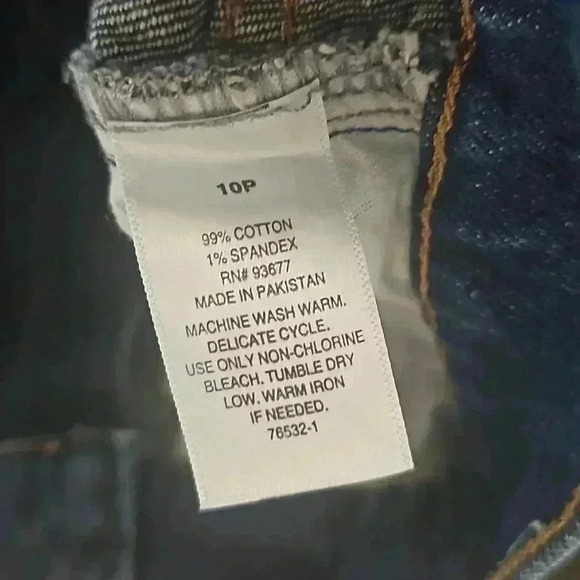 10P
99% COTTON
1% SPANDEX
RN# 93677
MADE IN PAKISTAN
MACHINE WASH WARM.
DELICATE CYCLE.
USE ONLY NON-CHLORINE
BLEACH. TUMBLE DRY
LOW. WARM IRON
IF NEEDED.
76532-1